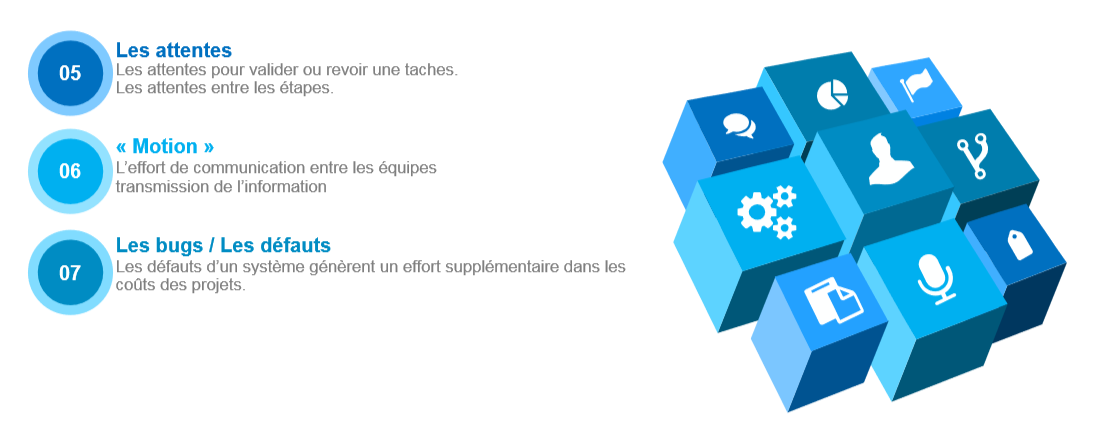 05
Les attentes
Les attentes pour valider ou revoir une taches.
Les attentes entre les étapes.
06
« Motion »
L’effort de communication entre les équipes
transmission de l’information
07
Les bugs / Les défauts
Les défauts d’un système génèrent un effort supplémentaire dans les
coûts des projets.